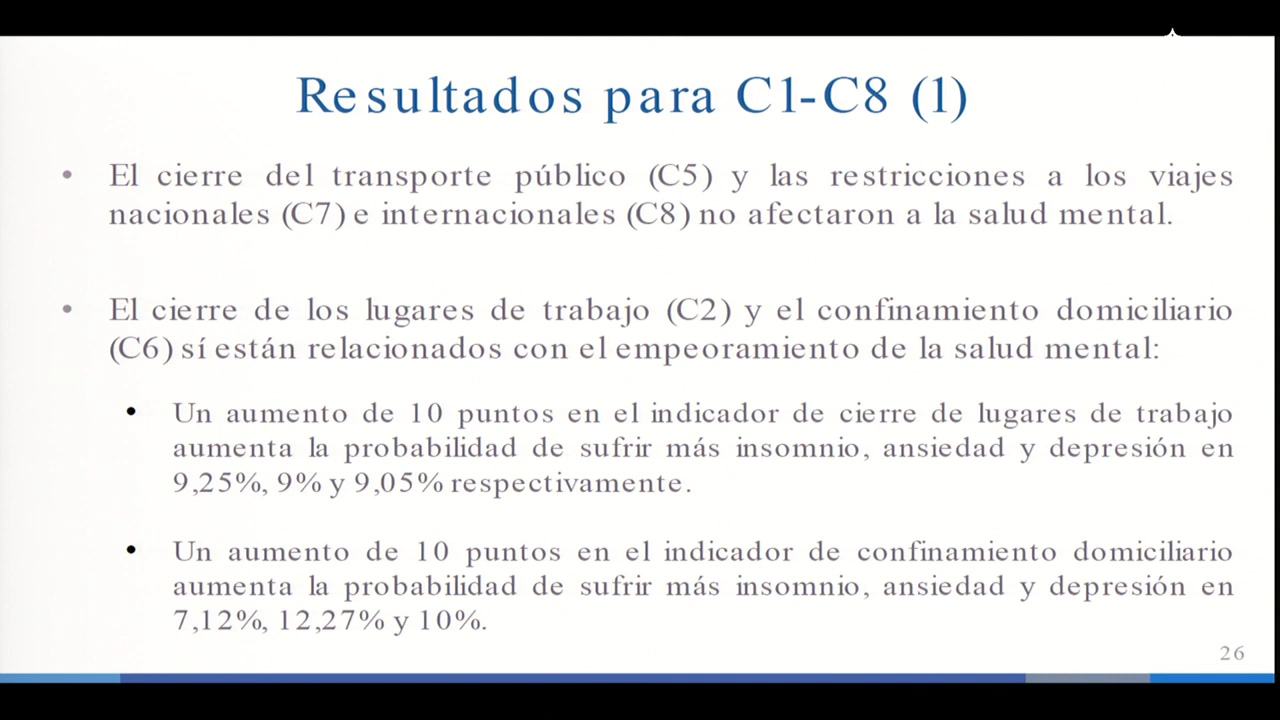 Resultados para C1-C8 (1)
• El cierre del transporte público (C5) y las restricciones a los viajes
nacionales (C7) e internacionales (C8) no afectaron a la salud mental.
• El cierre de los lugares de trabajo (C2) y el confinamiento domiciliario
(C6) sí están relacionados con el empeoramiento de la salud mental:
• Un aumento de 10 puntos en el indicador de cierre de lugares de trabajo
aumenta la probabilidad de sufrir más insomnio, ansiedad y depresión en
9,25%, 9% y 9,05% respectivamente.
• Un aumento de 10 puntos en el indicador de confinamiento domiciliario
aumenta la probabilidad de sufrir más insomnio, ansiedad y depresión en
7,12%, 12,27% y 10%.
26